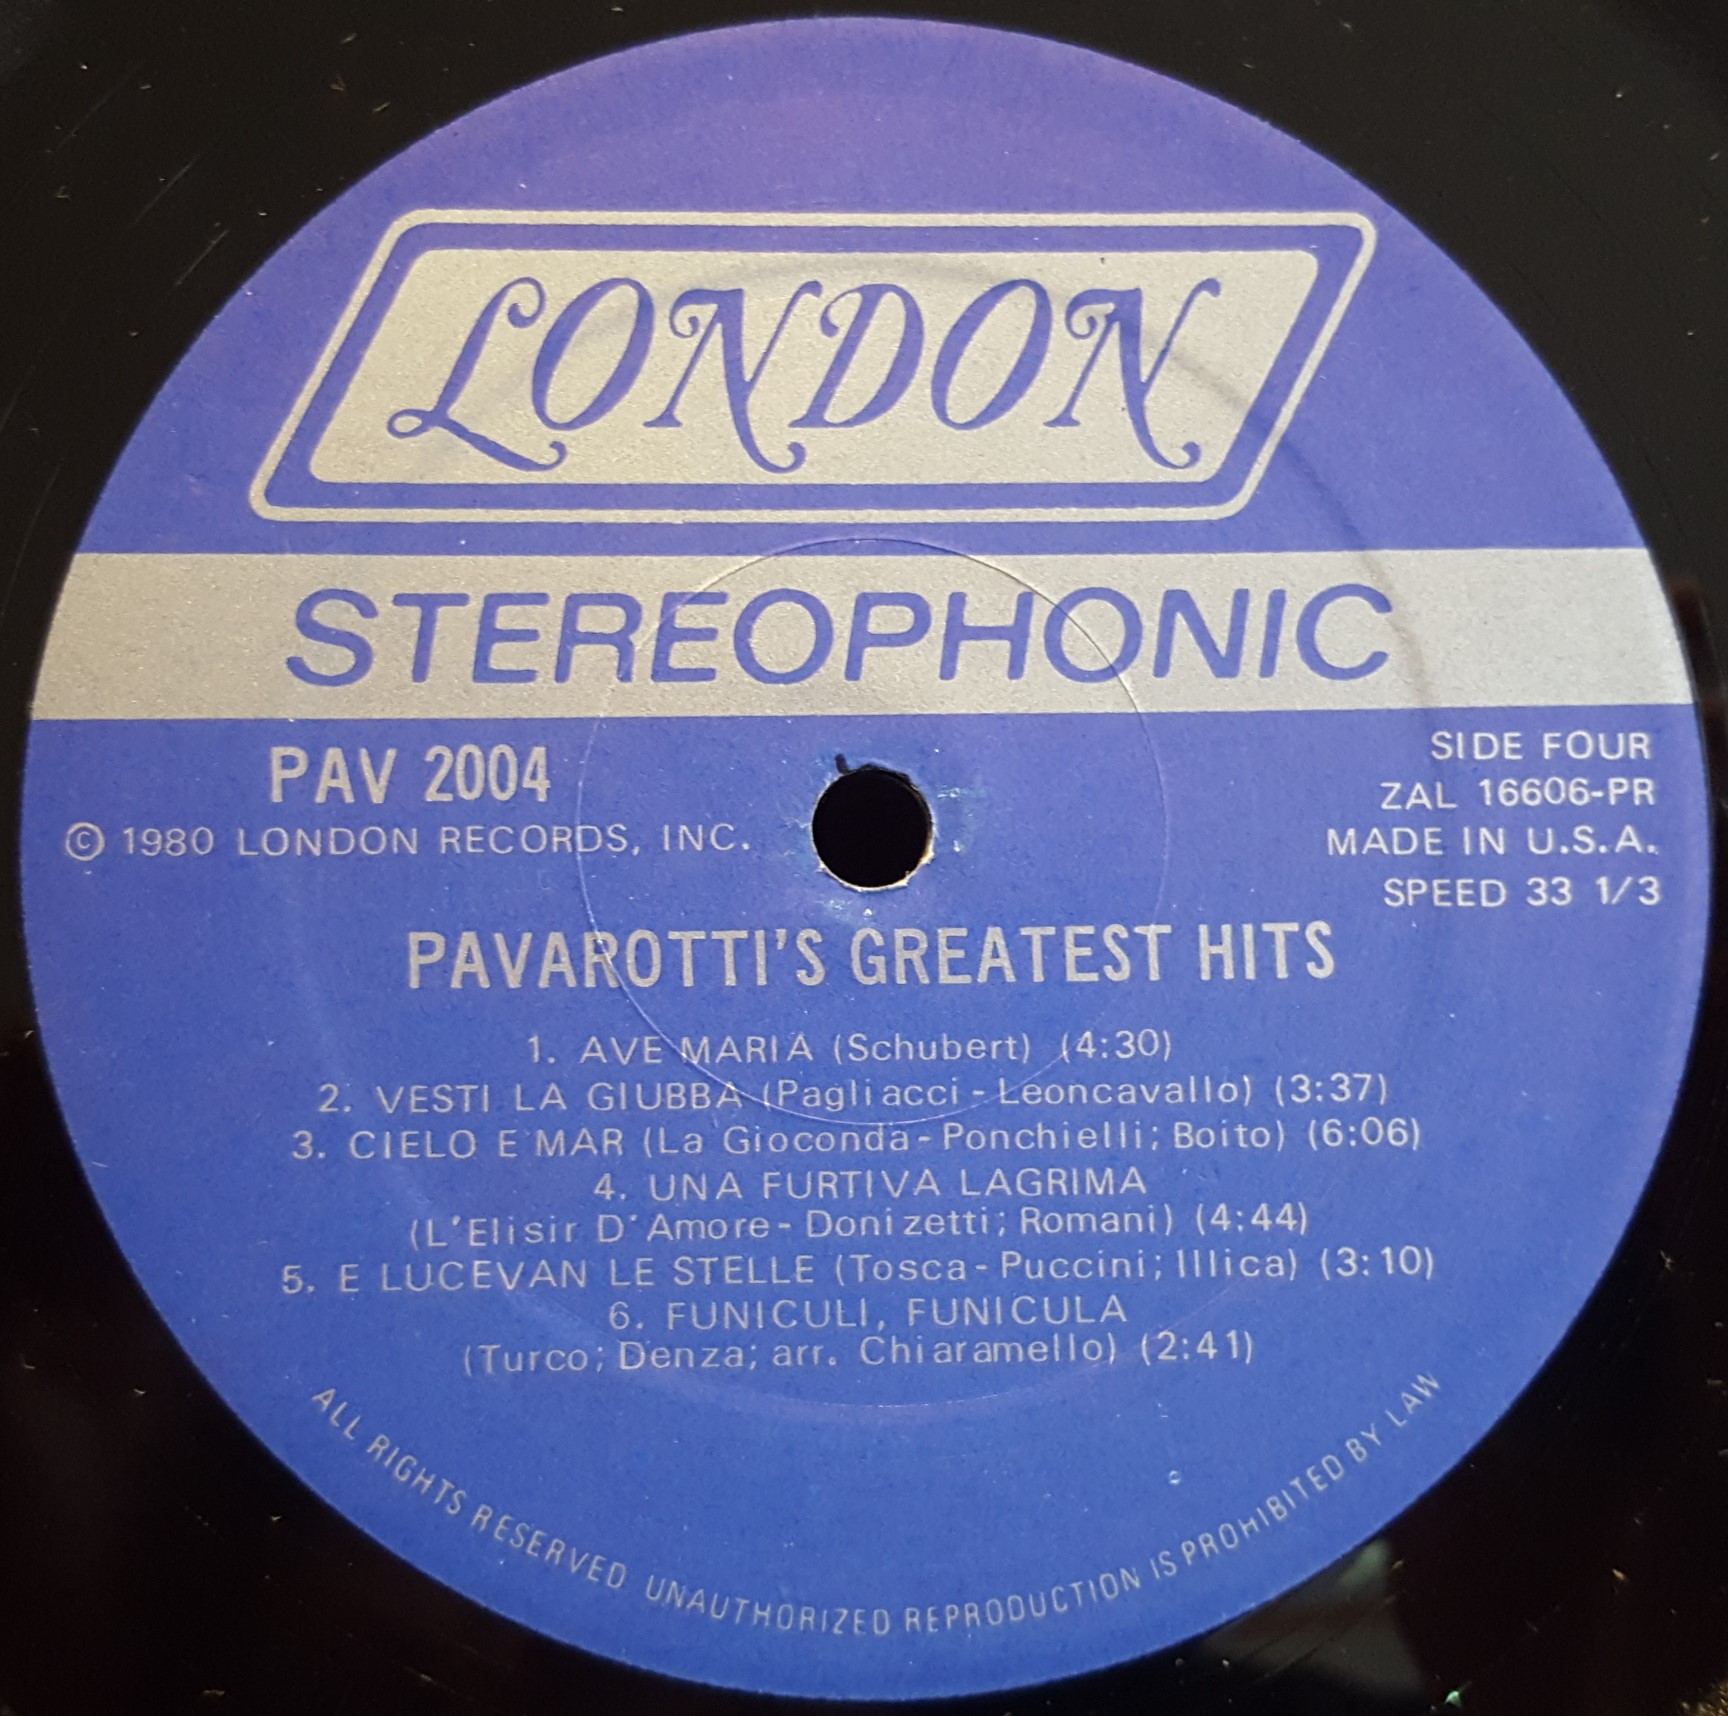 LONDON
STEREOPHONIC
PAV 2004
© 1980 LONDON RECORDS, INC.
SIDE FOUR
ZAL 16606-PR
MADE IN U.S.A.
SPEED 33 1/3
PAVAROTTI'S GREATEST HITS
1. AVE MARIA (Schubert) (4:30)
2. VESTI LA GIUBBA (Pagliacci - Leoncavallo) (3:37)
3. CIELO E MAR (La Gioconda - Ponchielli; Boito) (6:06)
4. UNA FURTIVA LAGRIMA
(L'Elisir D'Amore - Donizetti; Romani) (4:44)
5. E LUCEVAN LE STELLE (Tosca - Puccini; Illica) (3:10)
6. FUNICULI, FUNICULA
(Turco; Denza; arr. Chiaramello) (2:41)
ALL RIGHTS RESERVED UNAUTHORIZED REPRODUCTION IS PROHIBITED BY LAW